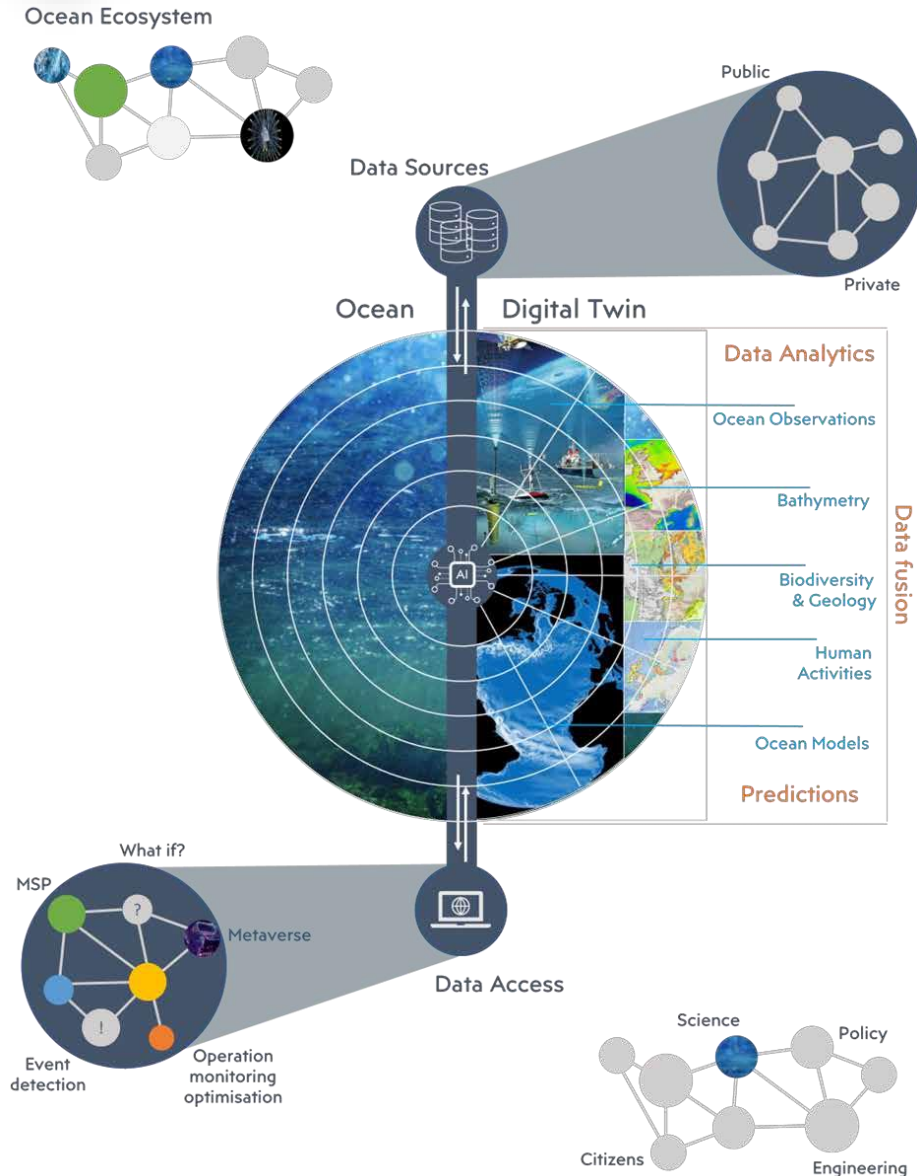 Ocean Ecosystem
Public
Data Sources
Private
Ocean
Digital Twin
Data Analytics
Ocean Observations
Bathymetry
Biodiversity
& Geology
Human
Activities
Ocean Models
Predictions
Data fusion
AI
What if?
MSP
?
Metaverse
!
Event
detection
Operation
monitoring
optimisation
Data Access
Science
Policy
Citizens
Engineering